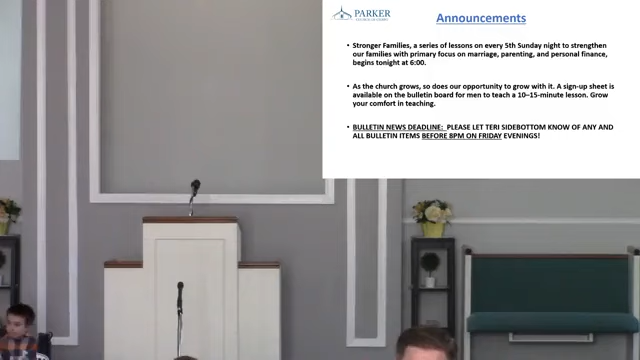 PARKER
Announcements
• Stronger Families, a series of lessons on every 5th Sunday night to strengthen
our families with primary focus on marriage, parenting, and personal finance,
begins tonight at 6:00.
• As the church grows, so does our opportunity to grow with it. A sign-up sheet is
available on the bulletin board for men to teach a 10–15-minute lesson. Grow
your comfort in teaching.
• BULLETIN NEWS DEADLINE: PLEASE LET TERI SIDEBOTTOM KNOW OF ANY AND
ALL BULLETIN ITEMS BEFORE 8PM ON FRIDAY EVENINGS!